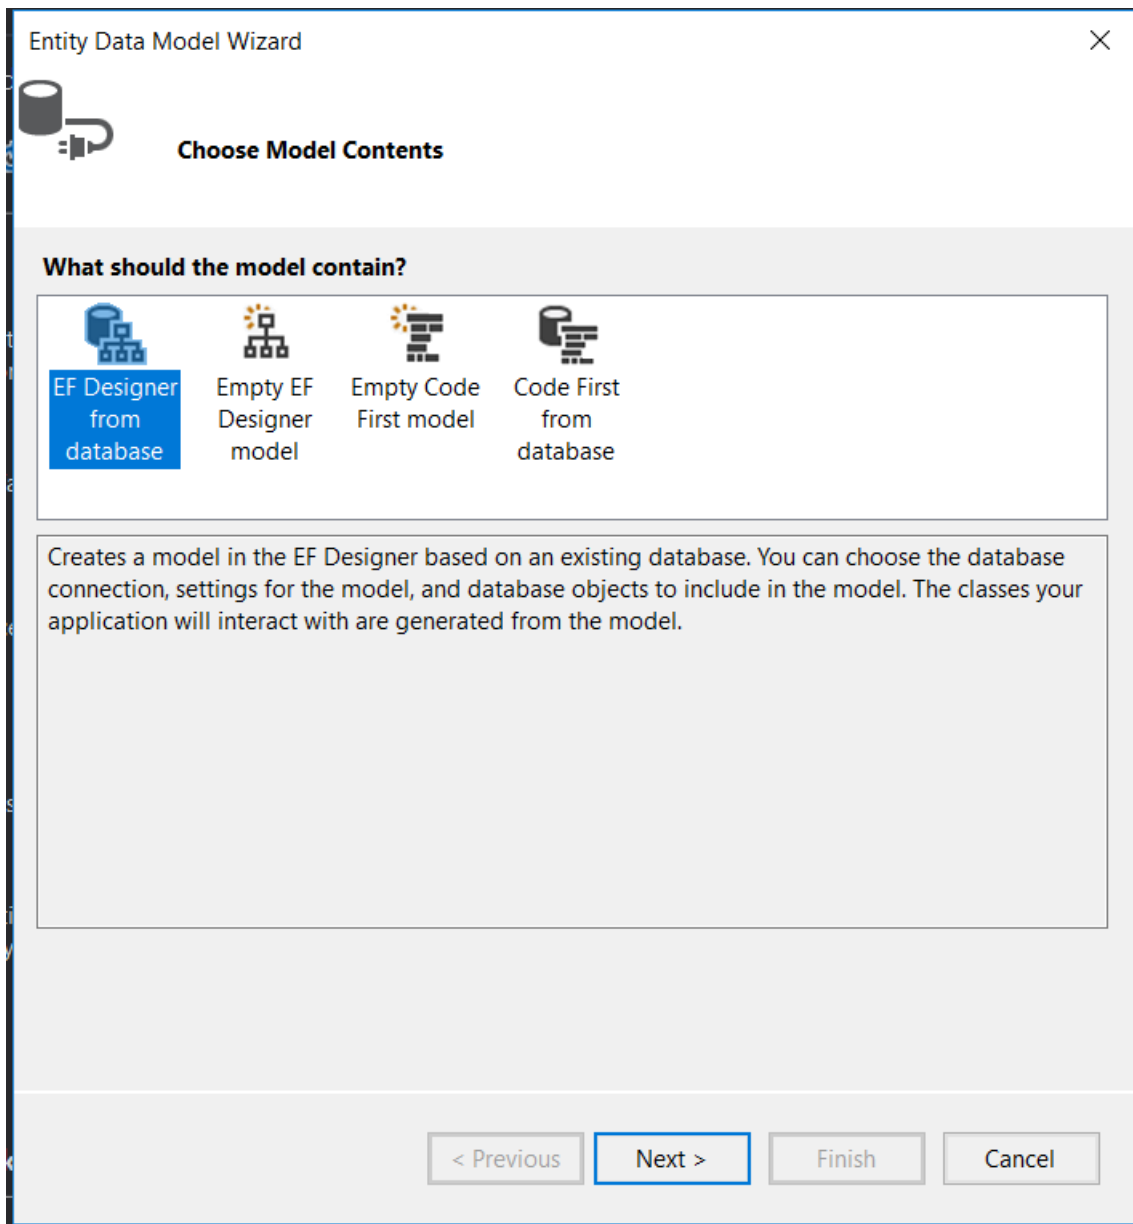 Entity Data Model Wizard
Choose Model Contents
What should the model contain?
EF Designer
from
database
Empty EF
Designer
model
Empty Code
First model
Code First
from
database
Creates a model in the EF Designer based on an existing database. You can choose the database
connection, settings for the model, and database objects to include in the model. The classes your
application will interact with are generated from the model.
< Previous
Next >
Finish
Cancel